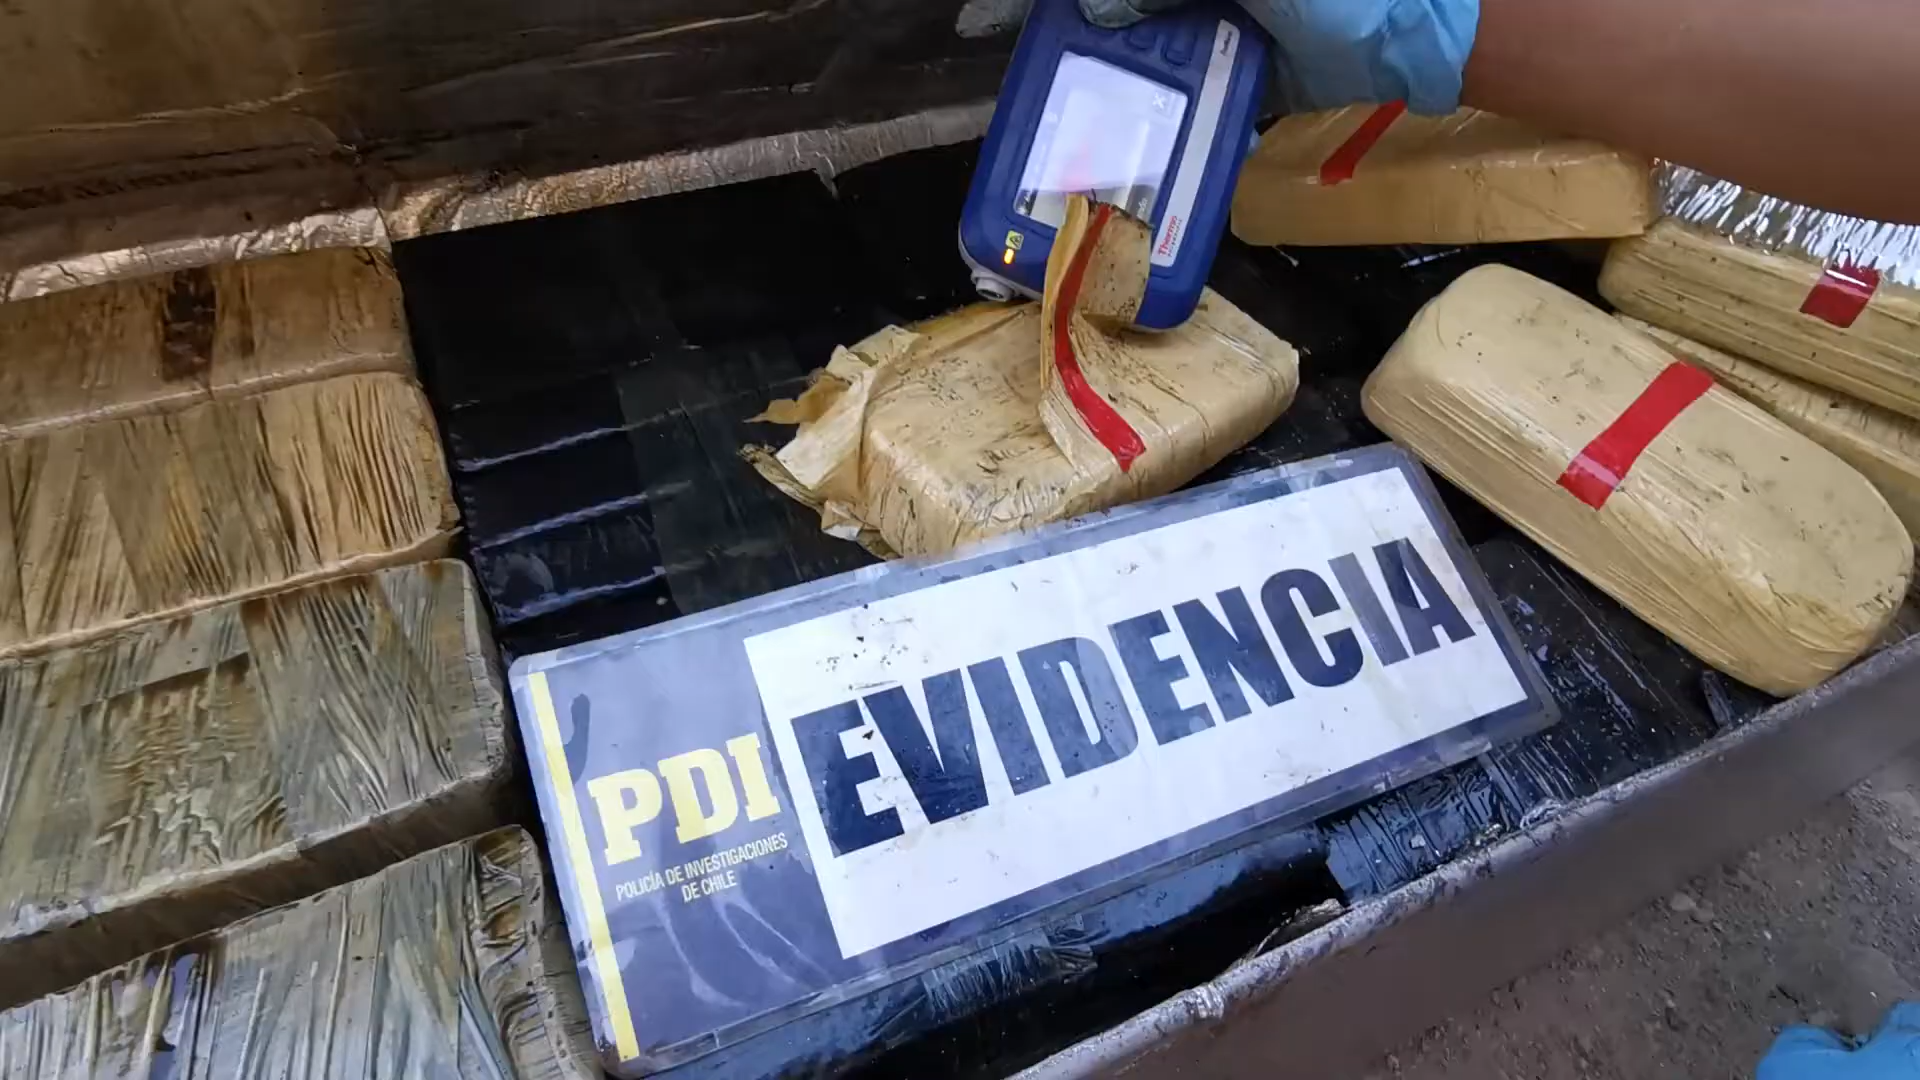 Thermo
PDI
POLICÍA DE INVESTIGACIONES
DE CHILE
EVIDENCIA